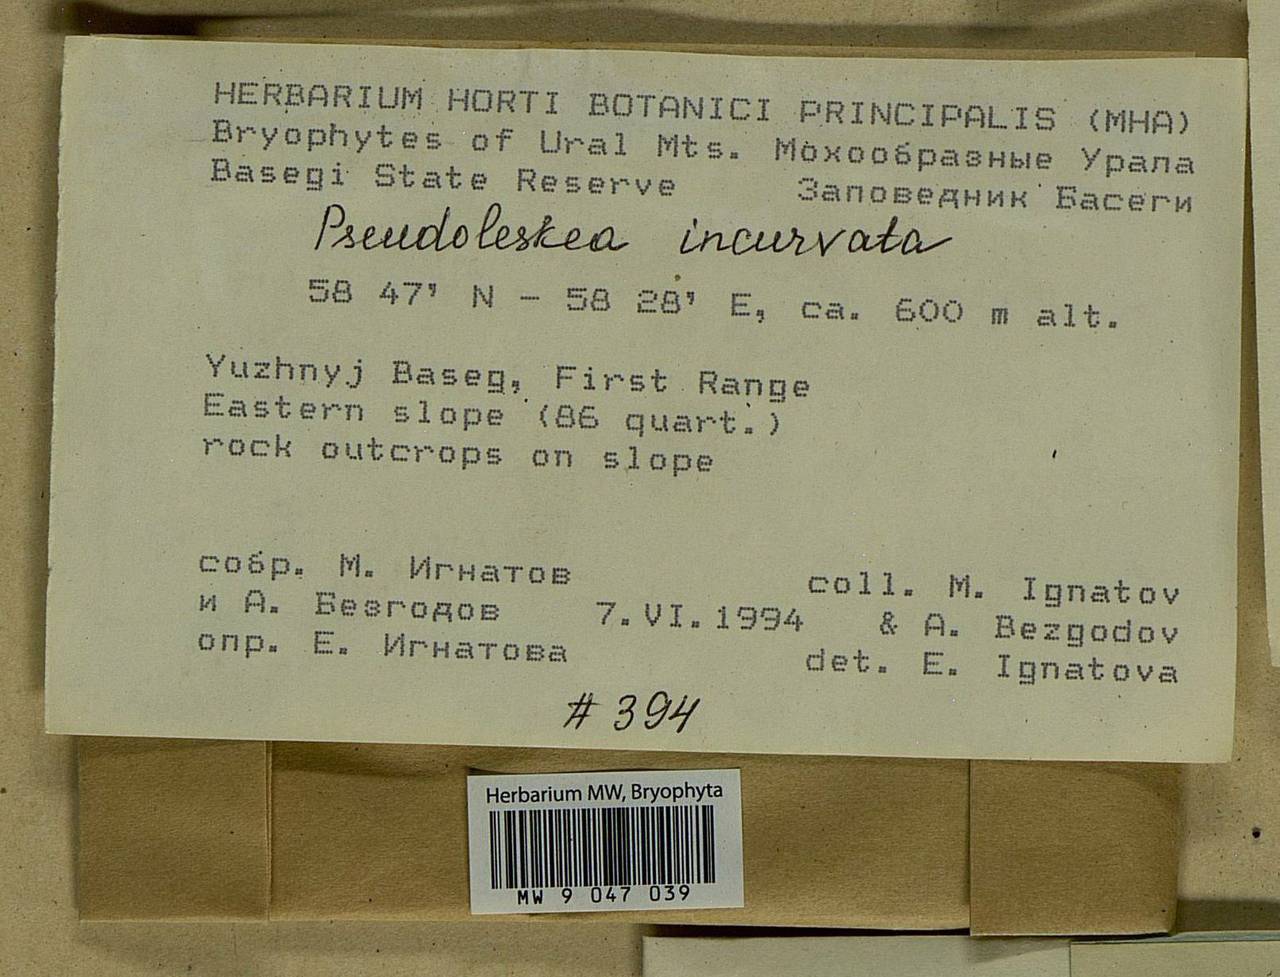 HERBARIUM HORTI BOTANICI PRINCIPALIS (MHA)
Bryophytes of Ural Mts. Мохообразные Урала
Basegi State Reserve Заповедник Басеги
Pseudoleskea incurvata
58 47' N - 58 28' E, ca. 600 m alt.
Yuzhnyj Baseg, First Range
Eastern slope (86 quart.)
rock outcrops on slope
собр. М. Игнатов coll. M. Ignatov
и А. Безгодов 7.VI.1994 & A. Bezgodov
опр. Е. Игнатова det. E. Ignatova
# 394
Herbarium MW, Bryophyta
MW 9 047 039